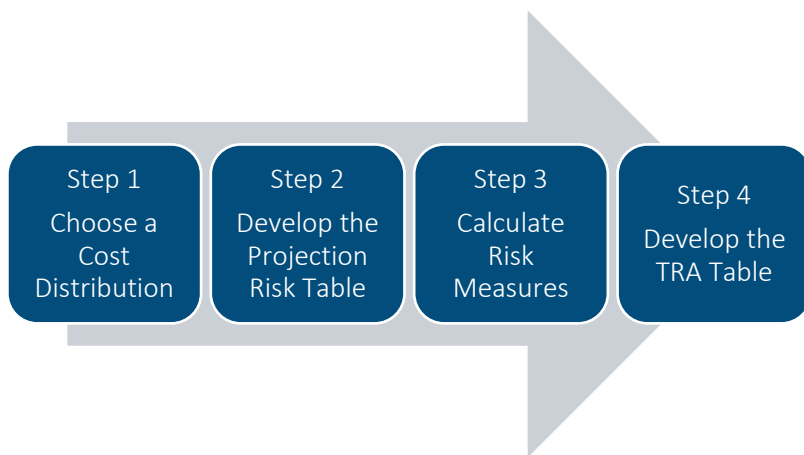 Step 1
Choose a
Cost
Distribution
Step 2
Develop the
Projection
Risk Table
Step 3
Calculate
Risk
Measures
Step 4
Develop the
TRA Table